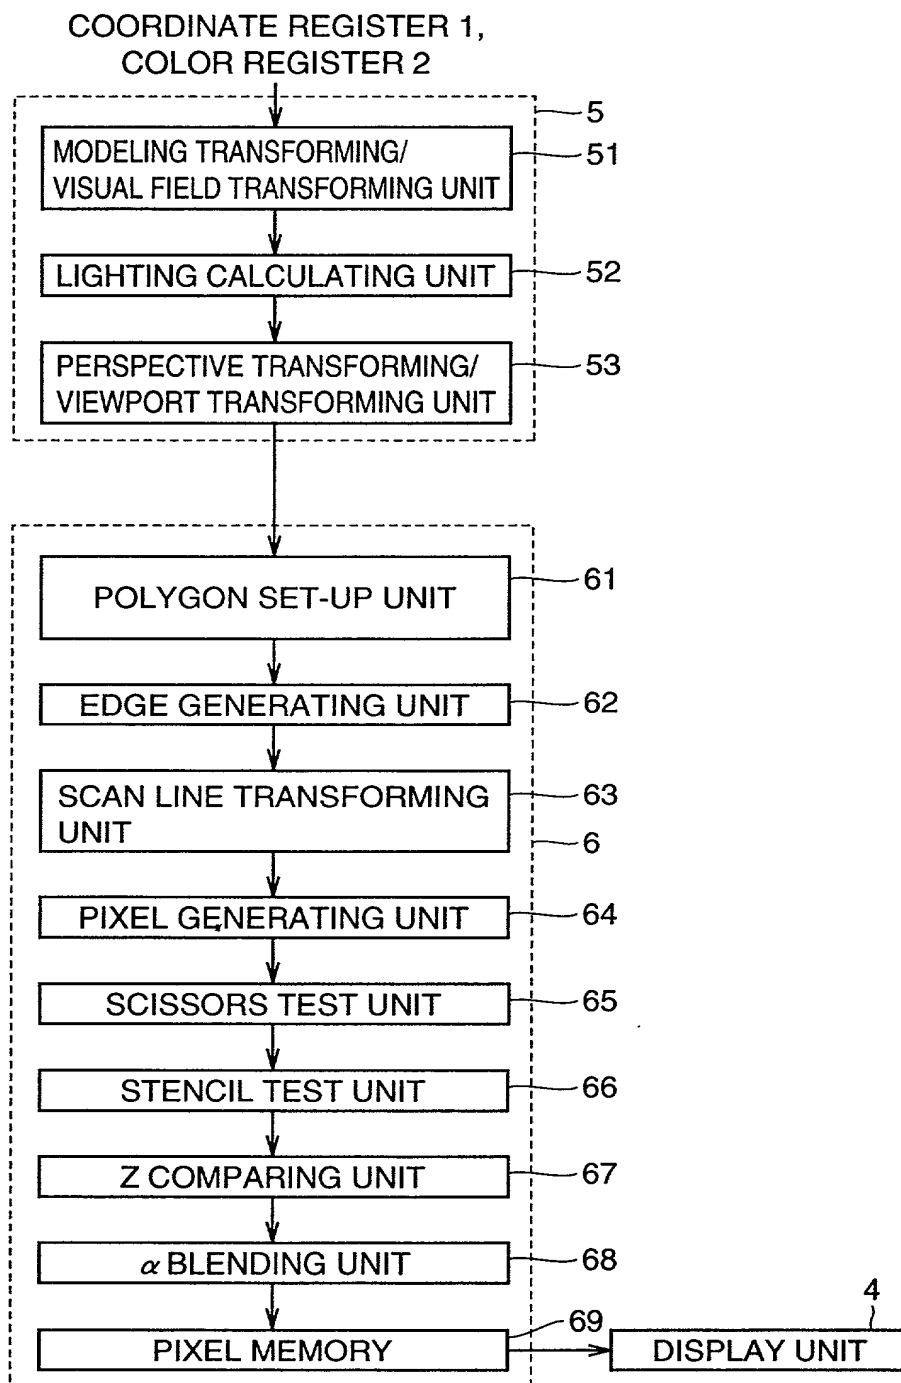 COORDINATE REGISTER 1,
COLOR REGISTER 2
5
MODELING TRANSFORMING/
VISUAL FIELD TRANSFORMING UNIT
51
LIGHTING CALCULATING UNIT
52
PERSPECTIVE TRANSFORMING/
VIEWPORT TRANSFORMING UNIT
53
POLYGON SET-UP UNIT
61
EDGE GENERATING UNIT
62
SCAN LINE TRANSFORMING
UNIT
63
6
PIXEL GENERATING UNIT
64
SCISSORS TEST UNIT
65
STENCIL TEST UNIT
66
Z COMPARING UNIT
67
α BLENDING UNIT
68
PIXEL MEMORY
69
4
DISPLAY UNIT